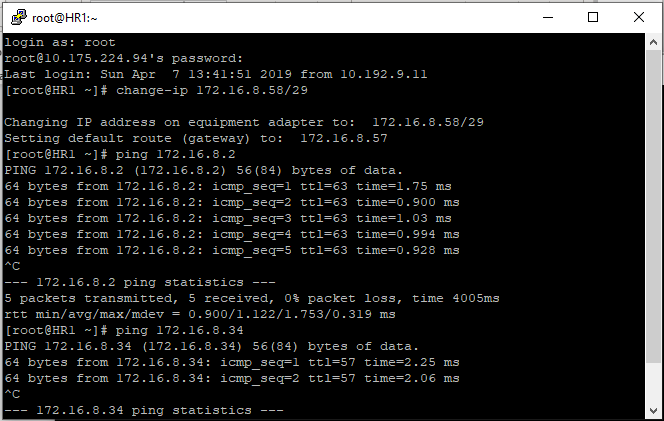 root@HR1:~
login as: root
root@10.175.224.94's password:
Last login: Sun Apr  7 13:41:51 2019 from 10.192.9.11
[root@HR1 ~]# change-ip 172.16.8.58/29

Changing IP address on equipment adapter to:  172.16.8.58/29
Setting default route (gateway) to:  172.16.8.57
[root@HR1 ~]# ping 172.16.8.2
PING 172.16.8.2 (172.16.8.2) 56(84) bytes of data.
64 bytes from 172.16.8.2: icmp_seq=1 ttl=63 time=1.75 ms
64 bytes from 172.16.8.2: icmp_seq=2 ttl=63 time=0.900 ms
64 bytes from 172.16.8.2: icmp_seq=3 ttl=63 time=1.03 ms
64 bytes from 172.16.8.2: icmp_seq=4 ttl=63 time=0.994 ms
64 bytes from 172.16.8.2: icmp_seq=5 ttl=63 time=0.928 ms
^C
--- 172.16.8.2 ping statistics ---
5 packets transmitted, 5 received, 0% packet loss, time 4005ms
rtt min/avg/max/mdev = 0.900/1.122/1.753/0.319 ms
[root@HR1 ~]# ping 172.16.8.34
PING 172.16.8.34 (172.16.8.34) 56(84) bytes of data.
64 bytes from 172.16.8.34: icmp_seq=1 ttl=57 time=2.25 ms
64 bytes from 172.16.8.34: icmp_seq=2 ttl=57 time=2.06 ms
^C
--- 172.16.8.34 ping statistics ---